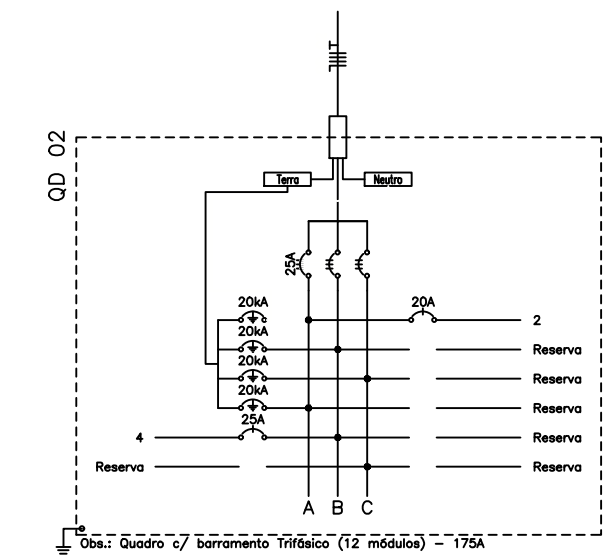 QD 02
Terra
Neutro
25A
20kA
20A
2
20kA
Reserva
20kA
Reserva
20kA
Reserva
25A
4
Reserva
Reserva
Reserva
A B C
Obs.: Quadro c/ barramento Trifásico (12 módulos) - 175A